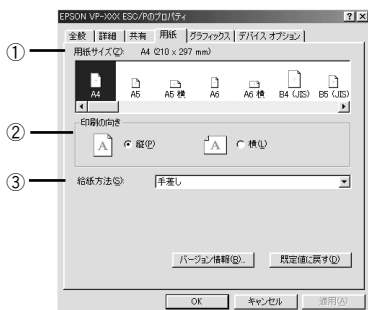 EPSON VP-XXX ESC/Pのプロパティ
全般 詳細 共有 用紙 グラフィックス デバイス オプション
① 用紙サイズ(Z): A4 (210 x 297 mm)
A4 A5 A5 横 A6 A6 横 B4 (JIS) B5 (JIS)
② 印刷の向き
A 縦(P) A 横(L)
③ 給紙方法(S): 手差し
バージョン情報(B)... 既定値に戻す(D)
OK キャンセル 適用(A)